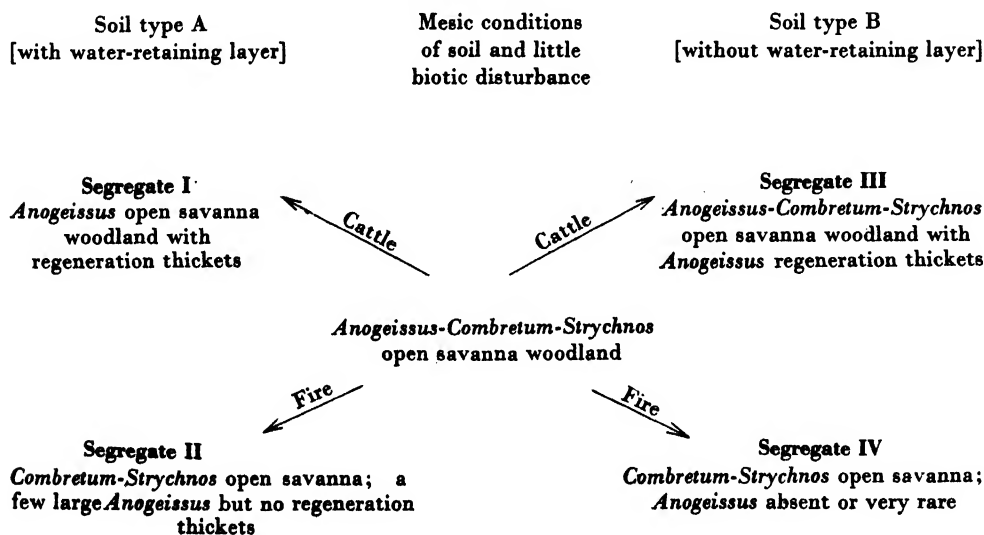 Soil type A
[with water-retaining layer]
Mesic conditions
of soil and little
biotic disturbance
Soil type B
[without water-retaining layer]
Segregate I
Anogeissus open savanna
woodland with
regeneration thickets
Cattle
Cattle
Segregate III
Anogeissus-Combretum-Strychnos
open savanna woodland with
Anogeissus regeneration thickets
Anogeissus-Combretum-Strychnos
open savanna woodland
Fire
Fire
Segregate II
Combretum-Strychnos open savanna; a
few large Anogeissus but no regeneration
thickets
Segregate IV
Combretum-Strychnos open savanna;
Anogeissus absent or very rare